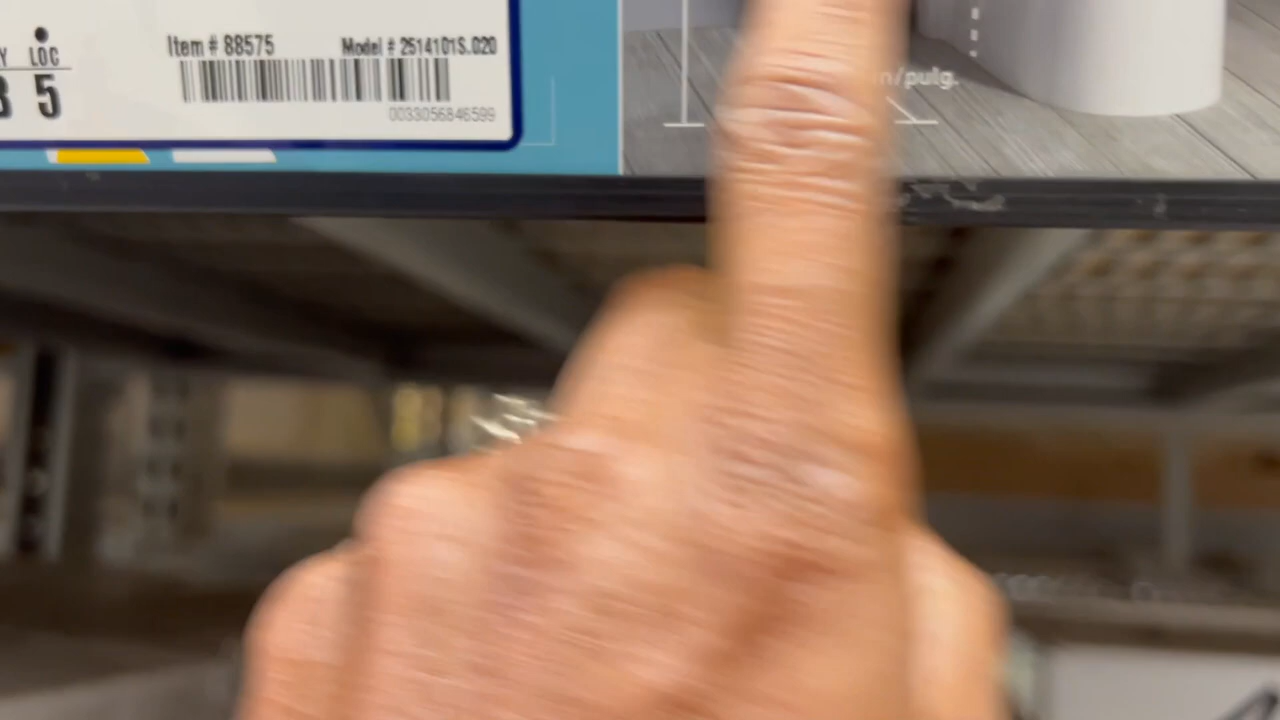 LOC
5
Item # 88575
Model # 2514101S.020
0033056846599
n/pulg.